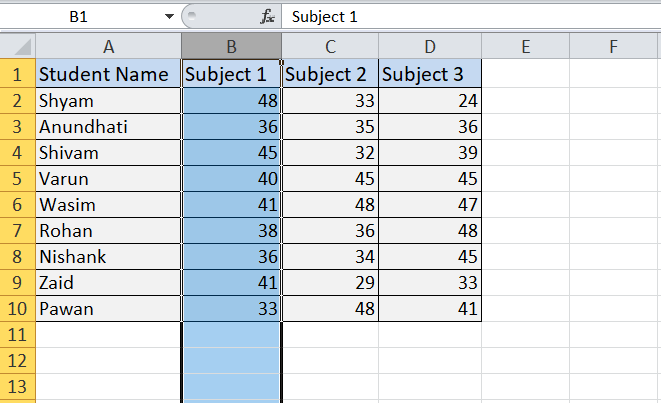 B1 fx Subject 1
A B C D E F
1 Student Name Subject 1 Subject 2 Subject 3
2 Shyam 48 33 24
3 Anundhati 36 35 36
4 Shivam 45 32 39
5 Varun 40 45 45
6 Wasim 41 48 47
7 Rohan 38 36 48
8 Nishank 36 34 45
9 Zaid 41 29 33
10 Pawan 33 48 41
11
12
13